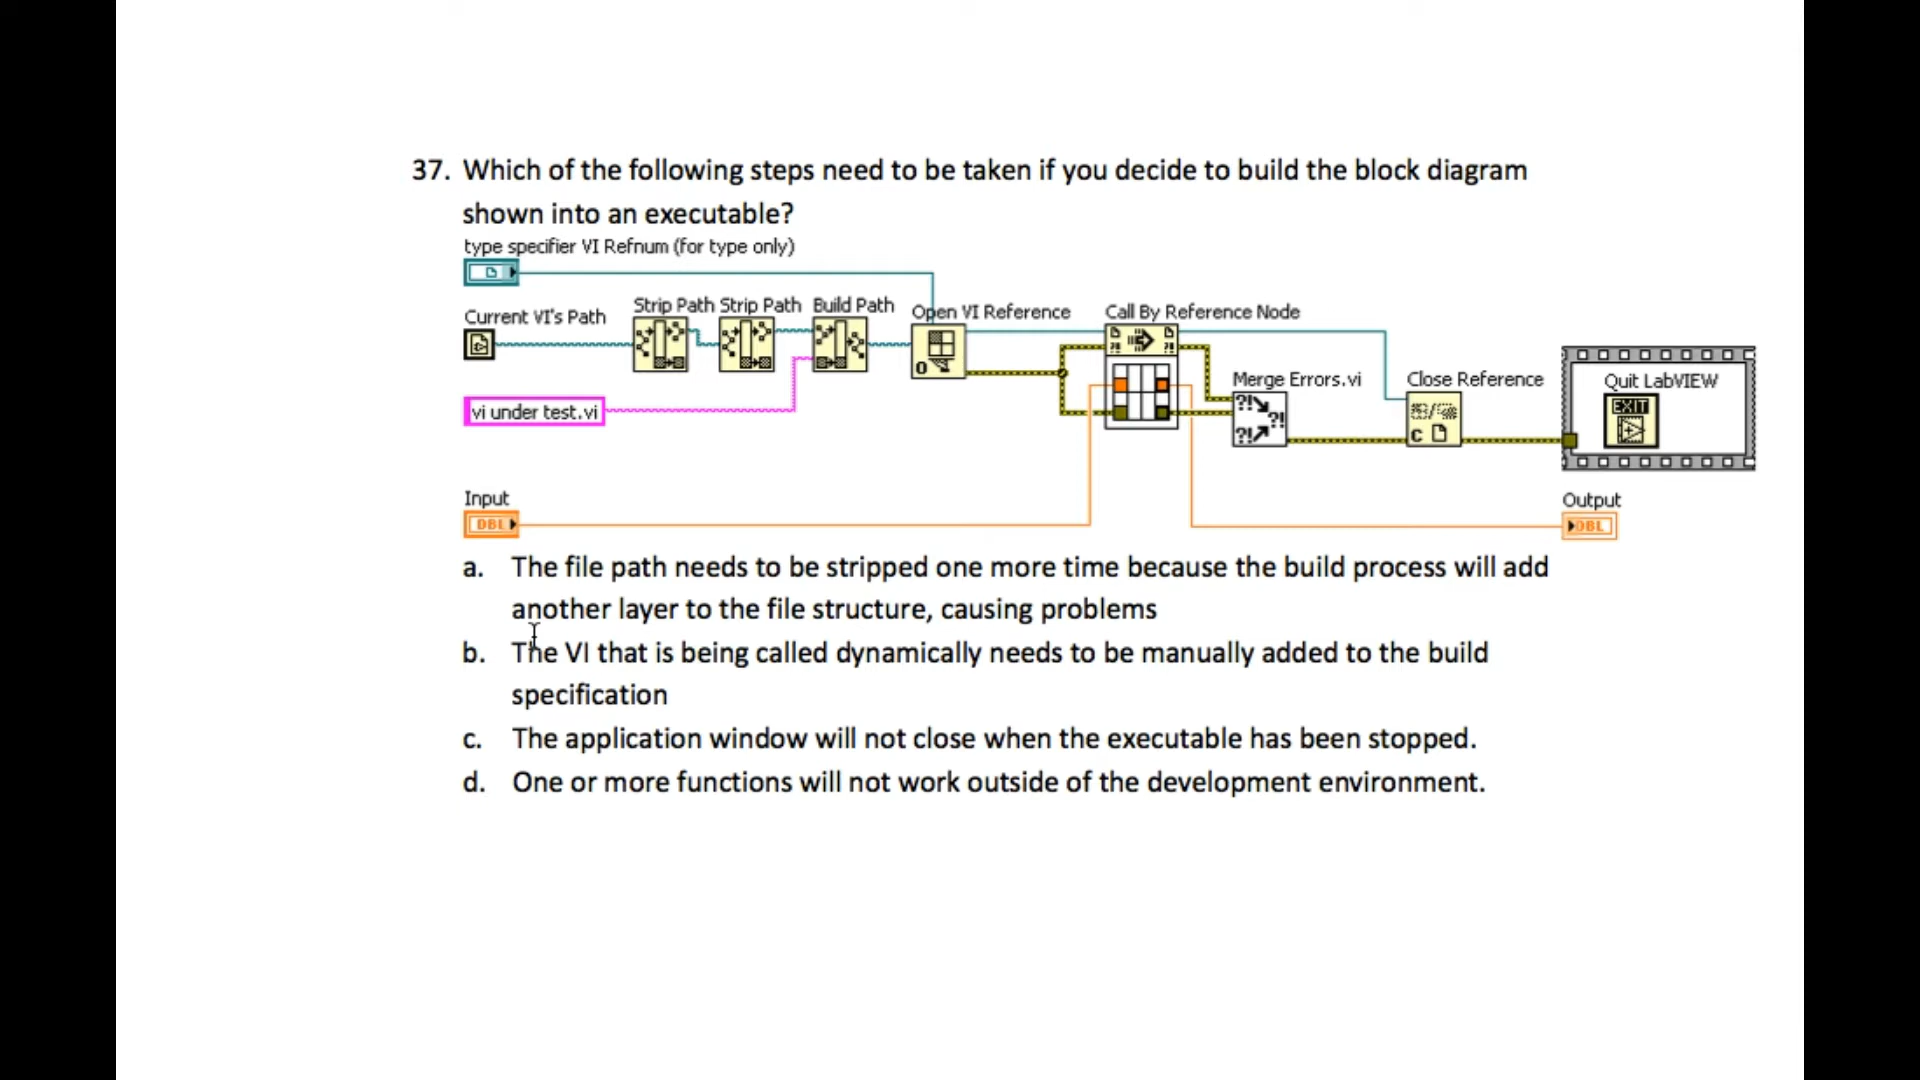 37. Which of the following steps need to be taken if you decide to build the block diagram
shown into an executable?
type specifier VI Refnum (for type only)
Current VI's Path
Strip Path Strip Path Build Path Open VI Reference Call By Reference Node
Merge Errors.vi Close Reference Quit LabVIEW
EXIT
vi under test.vi
Input
DBL
Output
DBL
a. The file path needs to be stripped one more time because the build process will add
another layer to the file structure, causing problems
b. The VI that is being called dynamically needs to be manually added to the build
specification
c. The application window will not close when the executable has been stopped.
d. One or more functions will not work outside of the development environment.